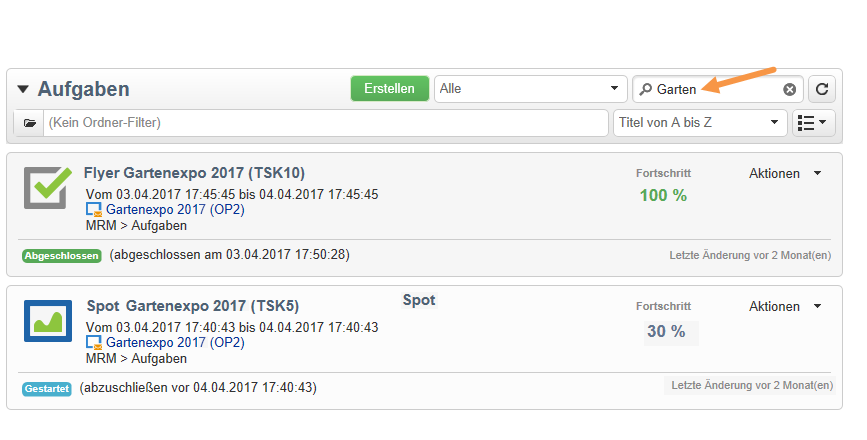 Aufgaben Erstellen Alle Garten
(Kein Ordner-Filter) Titel von A bis Z
Flyer Gartenexpo 2017 (TSK10) Fortschritt Aktionen
100 %
Vom 03.04.2017 17:45:45 bis 04.04.2017 17:45:45
Gartenexpo 2017 (OP2)
MRM > Aufgaben
Abgeschlossen (abgeschlossen am 03.04.2017 17:50:28) Letzte Änderung vor 2 Monat(en)
Spot Gartenexpo 2017 (TSK5) Spot Fortschritt Aktionen
30 %
Vom 03.04.2017 17:40:43 bis 04.04.2017 17:40:43
Gartenexpo 2017 (OP2)
MRM > Aufgaben
Gestartet (abzuschließen vor 04.04.2017 17:40:43) Letzte Änderung vor 2 Monat(en)